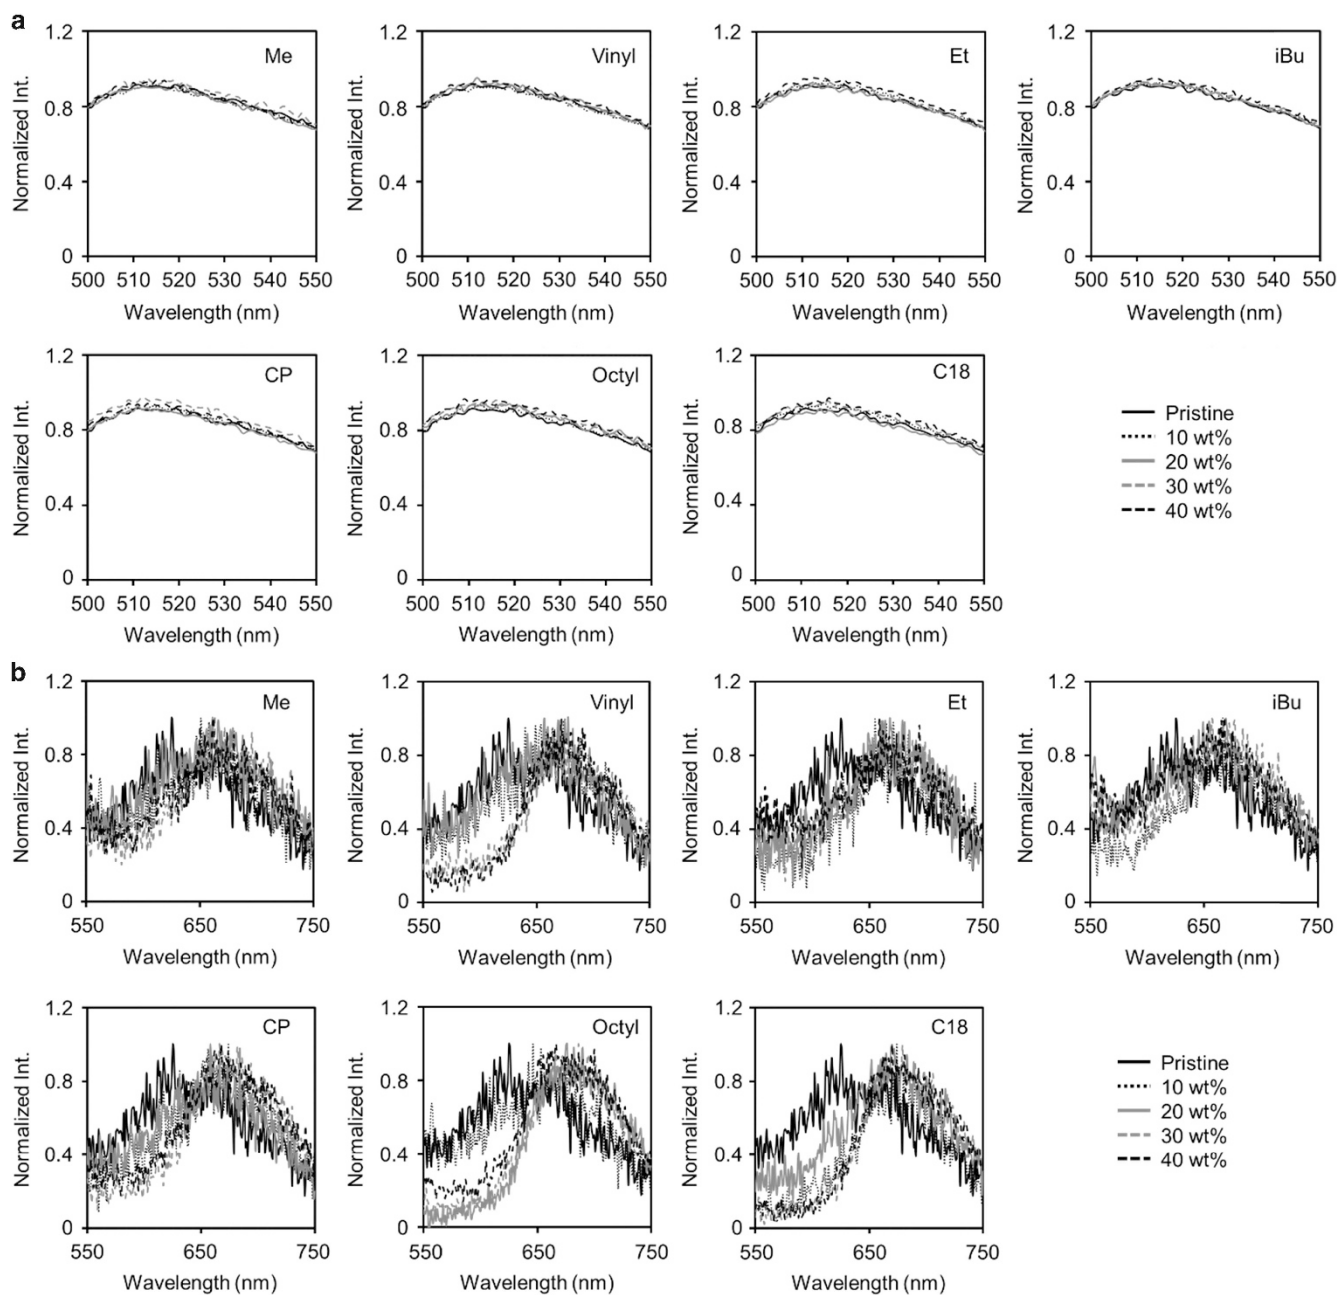 a
1.2
0.8
0.4
0
Normalized Int.
Me
500 510 520 530 540 550
Wavelength (nm)
1.2
0.8
0.4
0
Normalized Int.
Vinyl
500 510 520 530 540 550
Wavelength (nm)
1.2
0.8
0.4
0
Normalized Int.
Et
500 510 520 530 540 550
Wavelength (nm)
1.2
0.8
0.4
0
Normalized Int.
iBu
500 510 520 530 540 550
Wavelength (nm)
1.2
0.8
0.4
0
Normalized Int.
CP
500 510 520 530 540 550
Wavelength (nm)
1.2
0.8
0.4
0
Normalized Int.
Octyl
500 510 520 530 540 550
Wavelength (nm)
1.2
0.8
0.4
0
Normalized Int.
C18
500 510 520 530 540 550
Wavelength (nm)
Pristine
10 wt%
20 wt%
30 wt%
40 wt%
b
1.2
0.8
0.4
0
Normalized Int.
Me
550 650 750
Wavelength (nm)
1.2
0.8
0.4
0
Normalized Int.
Vinyl
550 650 750
Wavelength (nm)
1.2
0.8
0.4
0
Normalized Int.
Et
550 650 750
Wavelength (nm)
1.2
0.8
0.4
0
Normalized Int.
iBu
550 650 750
Wavelength (nm)
1.2
0.8
0.4
0
Normalized Int.
CP
550 650 750
Wavelength (nm)
1.2
0.8
0.4
0
Normalized Int.
Octyl
550 650 750
Wavelength (nm)
1.2
0.8
0.4
0
Normalized Int.
C18
550 650 750
Wavelength (nm)
Pristine
10 wt%
20 wt%
30 wt%
40 wt%